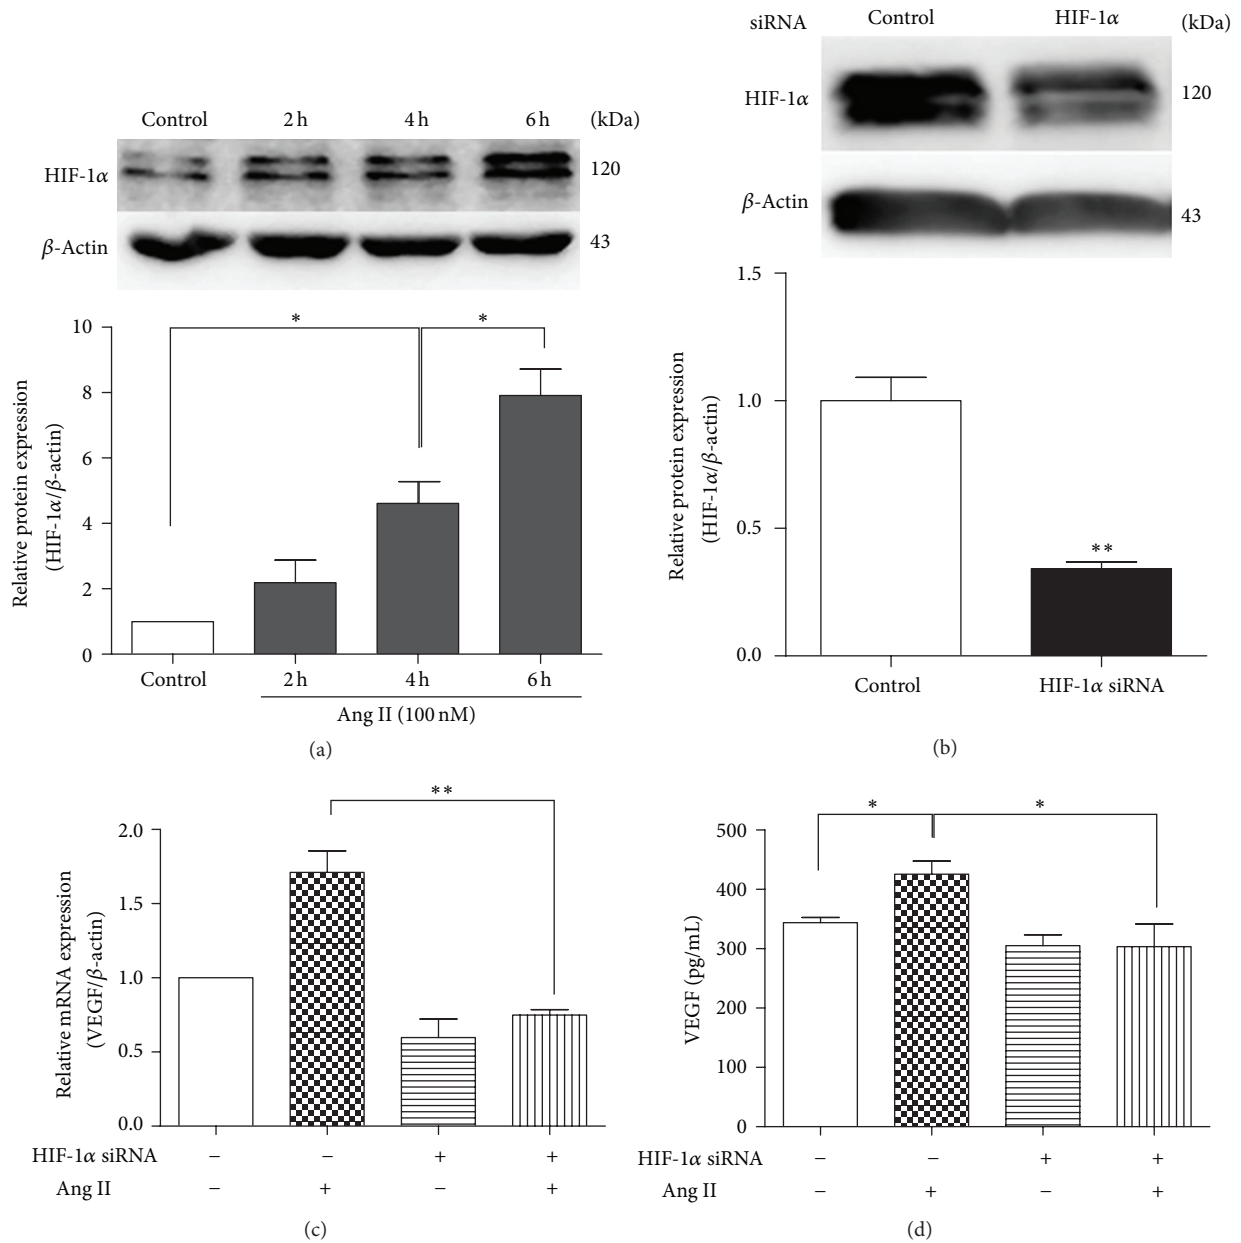 Control 2 h 4 h 6 h (kDa)
HIF-1α 120
β-Actin 43
* *
10
8
6
4
2
0
Relative protein expression
(HIF-1α/β-actin)
Control 2 h 4 h 6 h
Ang II (100 nM)
(a)
siRNA Control HIF-1α (kDa)
HIF-1α 120
β-Actin 43
1.5
1.0
0.5
0.0
Relative protein expression
(HIF-1α/β-actin)
**
Control HIF-1α siRNA
(b)
**
2.0
1.5
1.0
0.5
0.0
Relative mRNA expression
(VEGF/β-actin)
HIF-1α siRNA − − + +
Ang II − + − +
(c)
* *
500
400
300
200
100
0
VEGF (pg/mL)
HIF-1α siRNA − − + +
Ang II − + − +
(d)